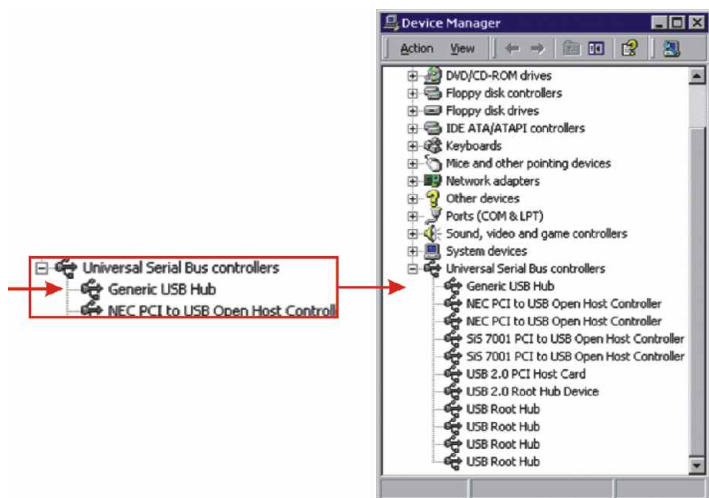 Device Manager
Action View
DVD/CD-ROM drives
Floppy disk controllers
Floppy disk drives
IDE ATA/ATAPI controllers
Keyboards
Mice and other pointing devices
Network adapters
Other devices
Ports (COM & LPT)
Sound, video and game controllers
System devices
Universal Serial Bus controllers
Generic USB Hub
NEC PCI to USB Open Host Controller
NEC PCI to USB Open Host Controller
SiS 7001 PCI to USB Open Host Controller
SiS 7001 PCI to USB Open Host Controller
USB 2.0 PCI Host Card
USB 2.0 Root Hub Device
USB Root Hub
USB Root Hub
USB Root Hub
USB Root Hub
Universal Serial Bus controllers
Generic USB Hub
NEC PCI to USB Open Host Controll